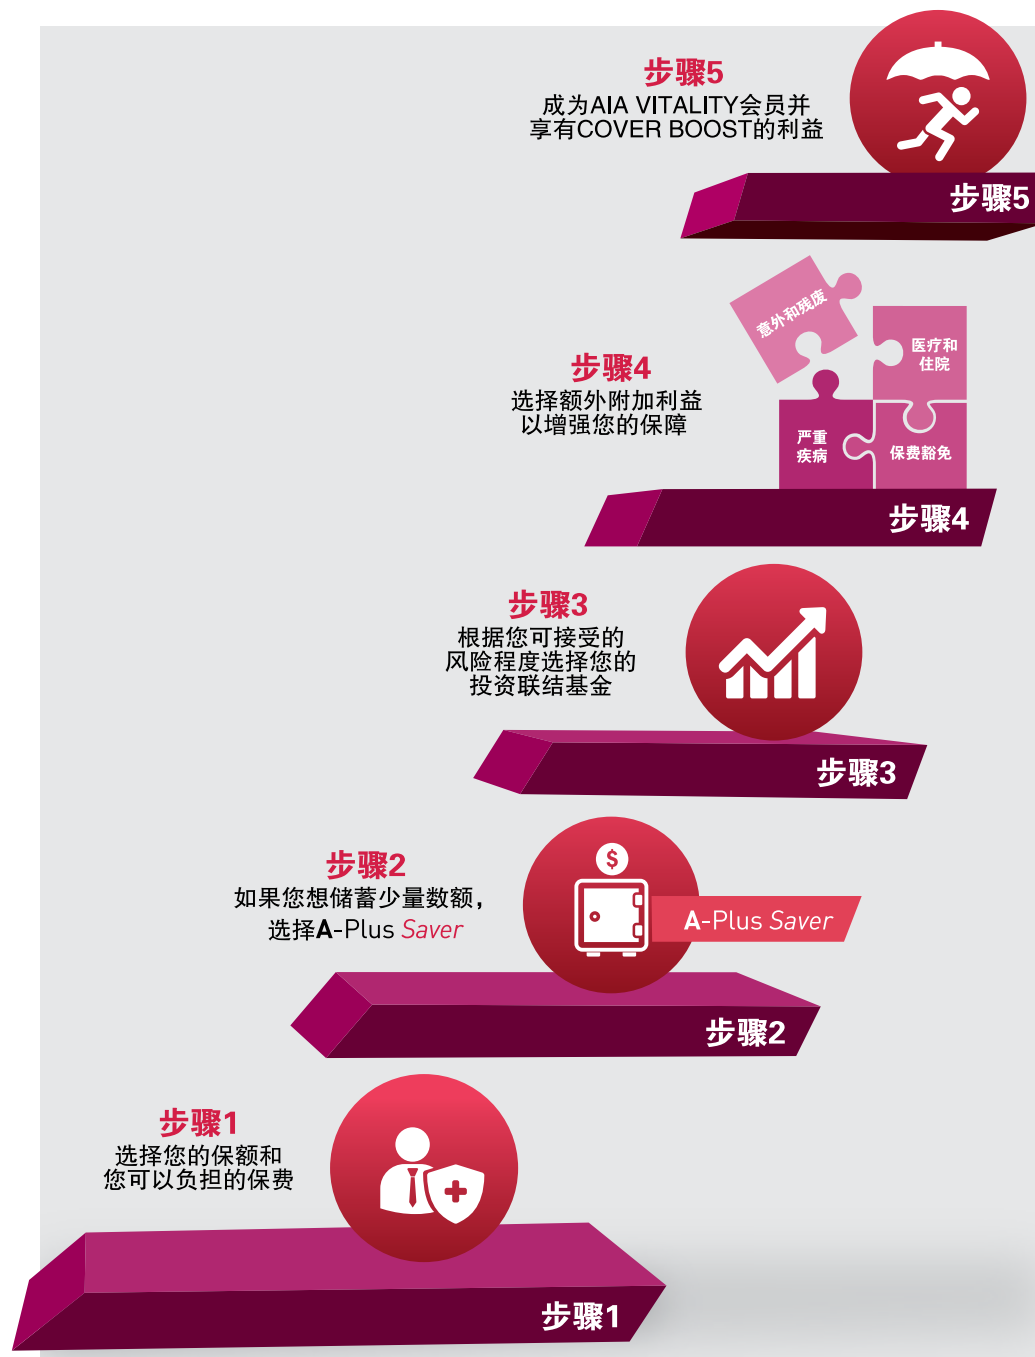 步骤5
成为AIA VITALITY会员并
享有COVER BOOST的利益
步骤5
意外和残废
医疗和
住院
步骤4
选择额外附加利益
以增强您的保障
严重
疾病
保费豁免
步骤4
步骤3
根据您可接受的
风险程度选择您的
投资联结基金
步骤3
步骤2
如果您想储蓄少量数额，
选择A-Plus Saver
$
A-Plus Saver
步骤2
步骤1
选择您的保额和
您可以负担的保费
步骤1